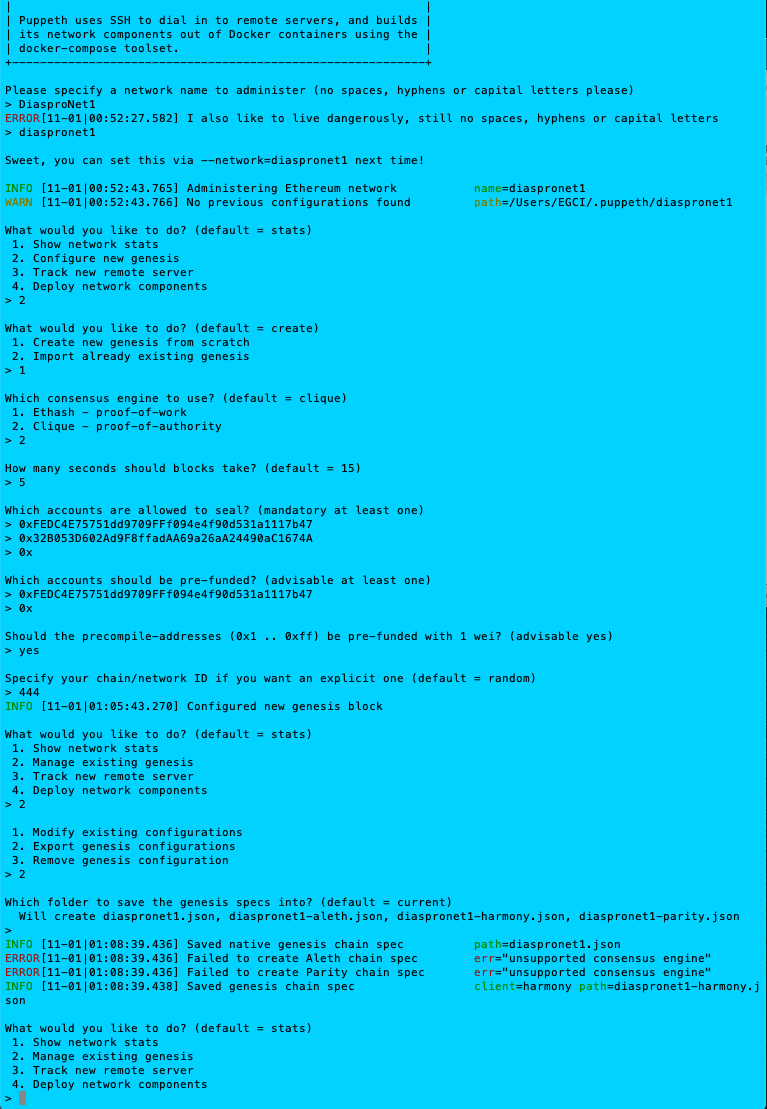 | Puppeth uses SSH to dial in to remote servers, and builds |
| its network components out of Docker containers using the |
| docker-compose toolset. |
+-----------------------------------------------------------+
Please specify a network name to administer (no spaces, hyphens or capital letters please)
> DiasproNet1
ERROR[11-01|00:52:27.582] I also like to live dangerously, still no spaces, hyphens or capital letters
> diaspronet1
Sweet, you can set this via --network=diaspronet1 next time!
INFO [11-01|00:52:43.765] Administering Ethereum network name=diaspronet1
WARN [11-01|00:52:43.766] No previous configurations found path=/Users/EGCI/.puppeth/diaspronet1
What would you like to do? (default = stats)
1. Show network stats
2. Configure new genesis
3. Track new remote server
4. Deploy network components
> 2
What would you like to do? (default = create)
1. Create new genesis from scratch
2. Import already existing genesis
> 1
Which consensus engine to use? (default = clique)
1. Ethash - proof-of-work
2. Clique - proof-of-authority
> 2
How many seconds should blocks take? (default = 15)
> 5
Which accounts are allowed to seal? (mandatory at least one)
> 0xFEDC4E75751dd9709FFf094e4f90d531a1117b47
> 0x32B053D602Ad9F8ffadAA69a26aA24490aC1674A
> 0x
Which accounts should be pre-funded? (advisable at least one)
> 0xFEDC4E75751dd9709FFf094e4f90d531a1117b47
> 0x
Should the precompile-addresses (0x1 .. 0xff) be pre-funded with 1 wei? (advisable yes)
> yes
Specify your chain/network ID if you want an explicit one (default = random)
> 444
INFO [11-01|01:05:43.270] Configured new genesis block
What would you like to do? (default = stats)
1. Show network stats
2. Manage existing genesis
3. Track new remote server
4. Deploy network components
> 2
1. Modify existing configurations
2. Export genesis configurations
3. Remove genesis configuration
> 2
Which folder to save the genesis specs into? (default = current)
Will create diaspronet1.json, diaspronet1-aleth.json, diaspronet1-harmony.json, diaspronet1-parity.json
>
INFO [11-01|01:08:39.436] Saved native genesis chain spec path=diaspronet1.json
ERROR[11-01|01:08:39.436] Failed to create Aleth chain spec err="unsupported consensus engine"
ERROR[11-01|01:08:39.436] Failed to create Parity chain spec err="unsupported consensus engine"
INFO [11-01|01:08:39.438] Saved genesis chain spec client=harmony path=diaspronet1-harmony.j
son
What would you like to do? (default = stats)
1. Show network stats
2. Manage existing genesis
3. Track new remote server
4. Deploy network components
>